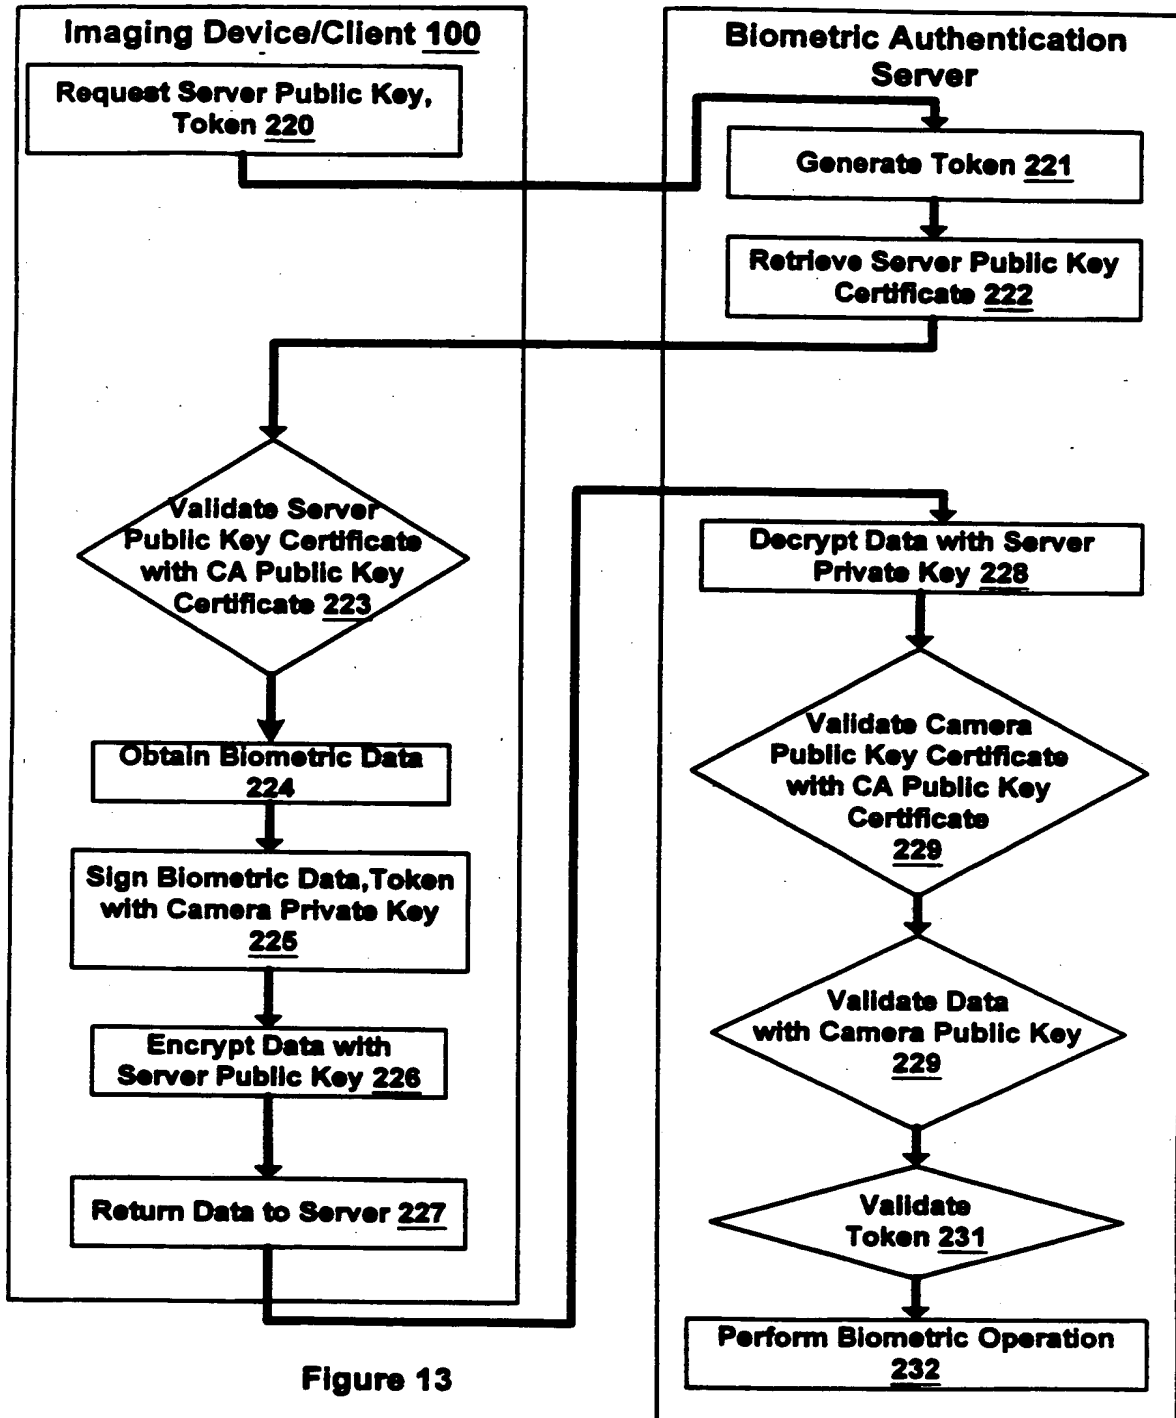 Imaging Device/Client 100
Request Server Public Key,
Token 220
Validate Server
Public Key Certificate
with CA Public Key
Certificate 223
Obtain Biometric Data
224
Sign Biometric Data,Token
with Camera Private Key
225
Encrypt Data with
Server Public Key 226
Return Data to Server 227
Biometric Authentication
Server
Generate Token 221
Retrieve Server Public Key
Certificate 222
Decrypt Data with Server
Private Key 228
Validate Camera
Public Key Certificate
with CA Public Key
Certificate
229
Validate Data
with Camera Public Key
229
Validate
Token 231
Perform Biometric Operation
232
Figure 13